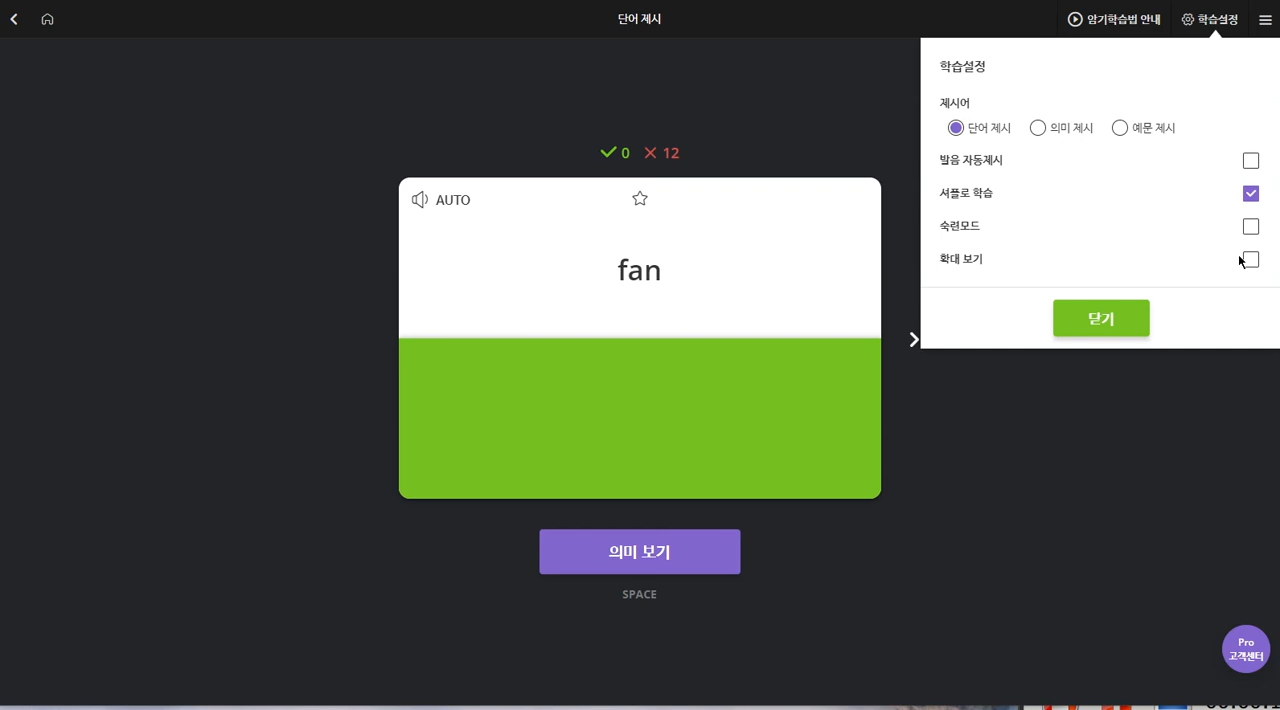 단어 제시
암기학습법 안내
학습설정
학습설정
제시어
단어 제시 의미 제시 예문 제시
발음 자동제시
셔플로 학습
숙련모드
확대 보기
닫기
0 12
AUTO
fan
의미 보기
SPACE
Pro
고객센터